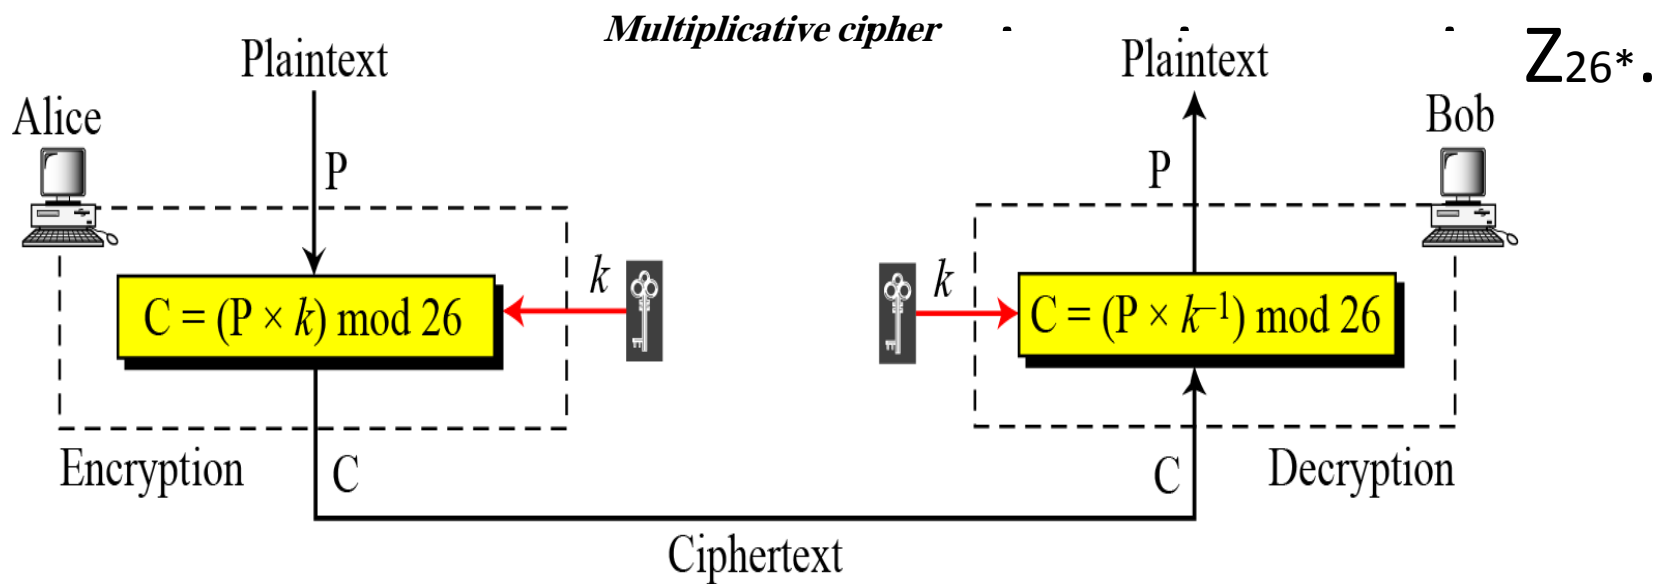 Multiplicative cipher
Z26*.
Plaintext
Plaintext
Alice
Bob
P
P
k
k
C = (P × k) mod 26
C = (P × k–1) mod 26
Encryption
C
C
Decryption
Ciphertext